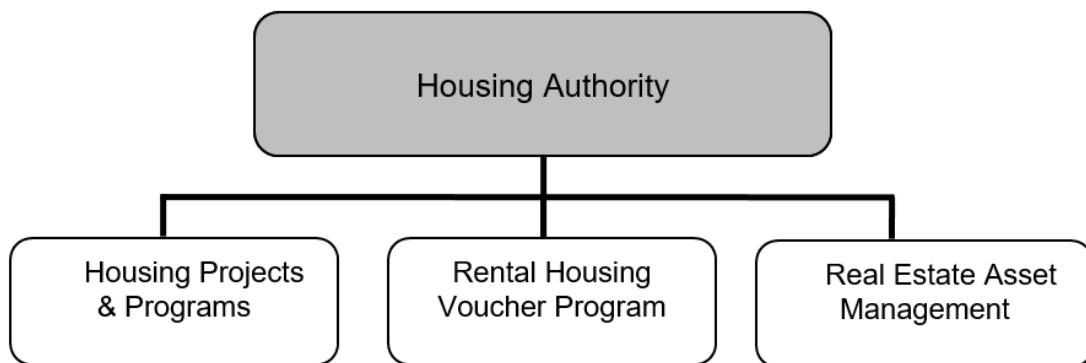 Housing Authority
Housing Projects
& Programs
Rental Housing
Voucher Program
Real Estate Asset
Management